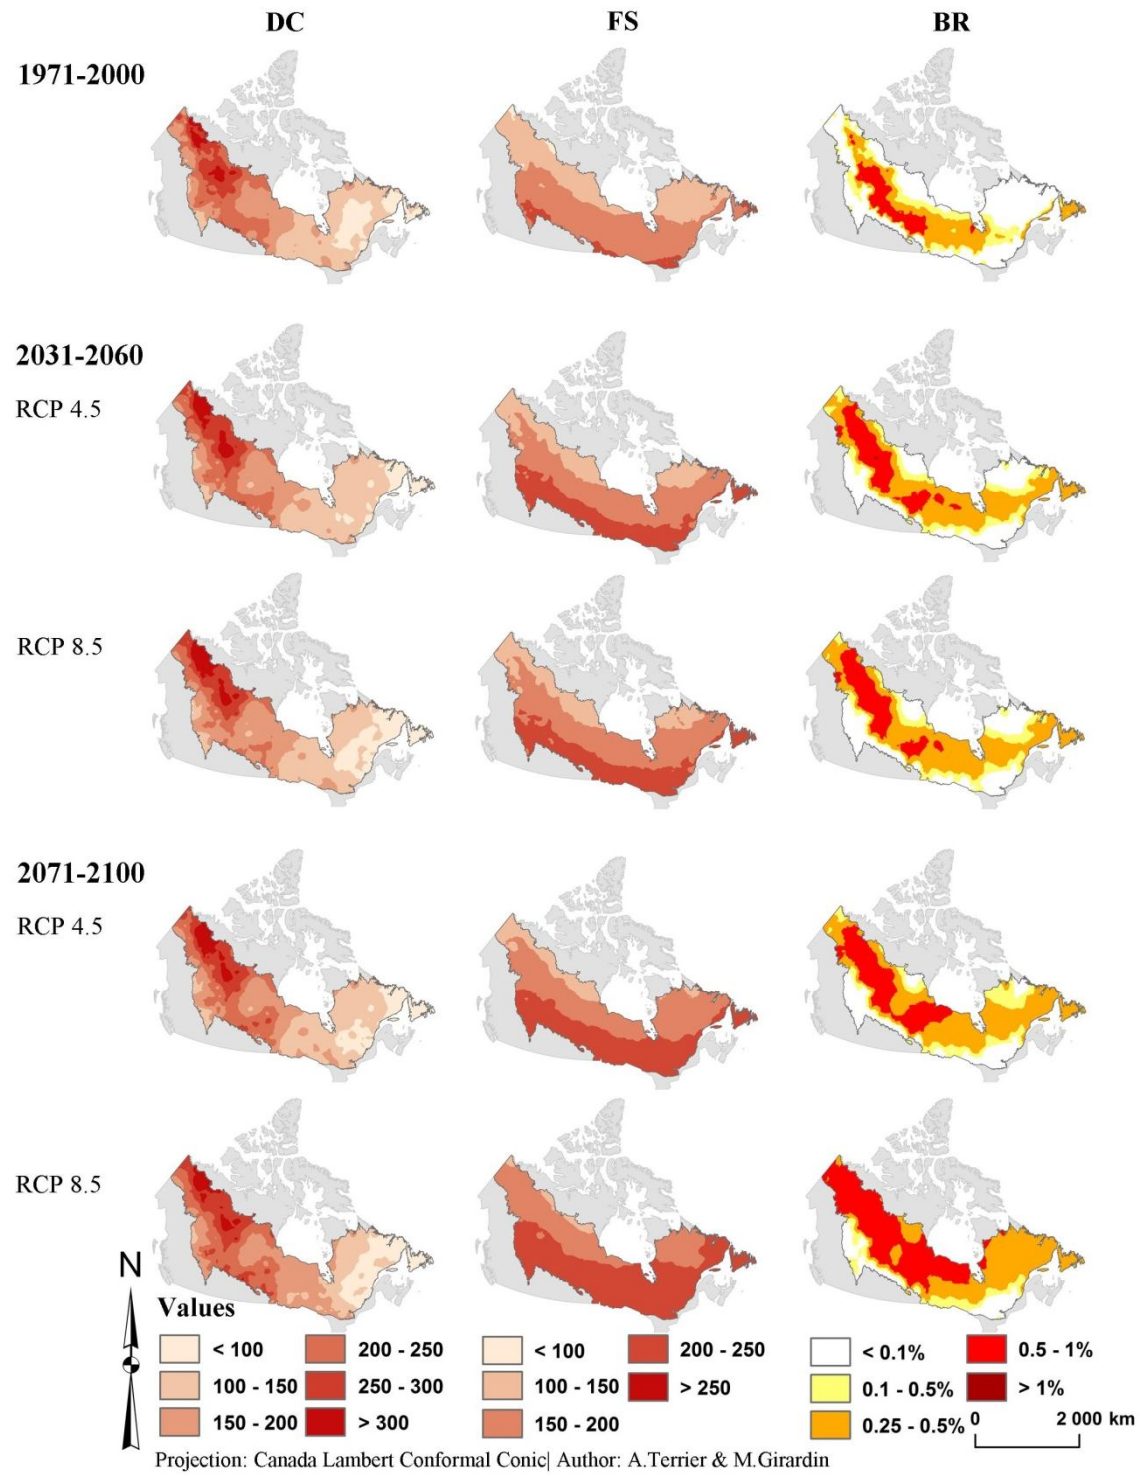 DC FS BR
1971-2000
2031-2060
RCP 4.5
RCP 8.5
2071-2100
RCP 4.5
RCP 8.5
N
Values
< 100 200 - 250 < 100 200 - 250 < 0.1% 0.5 - 1%
100 - 150 250 - 300 100 - 150 > 250 0.1 - 0.5% > 1%
150 - 200 > 300 150 - 200 0.25 - 0.5% 0 2 000 km
Projection: Canada Lambert Conformal Conic| Author: A.Terrier & M.Girardin